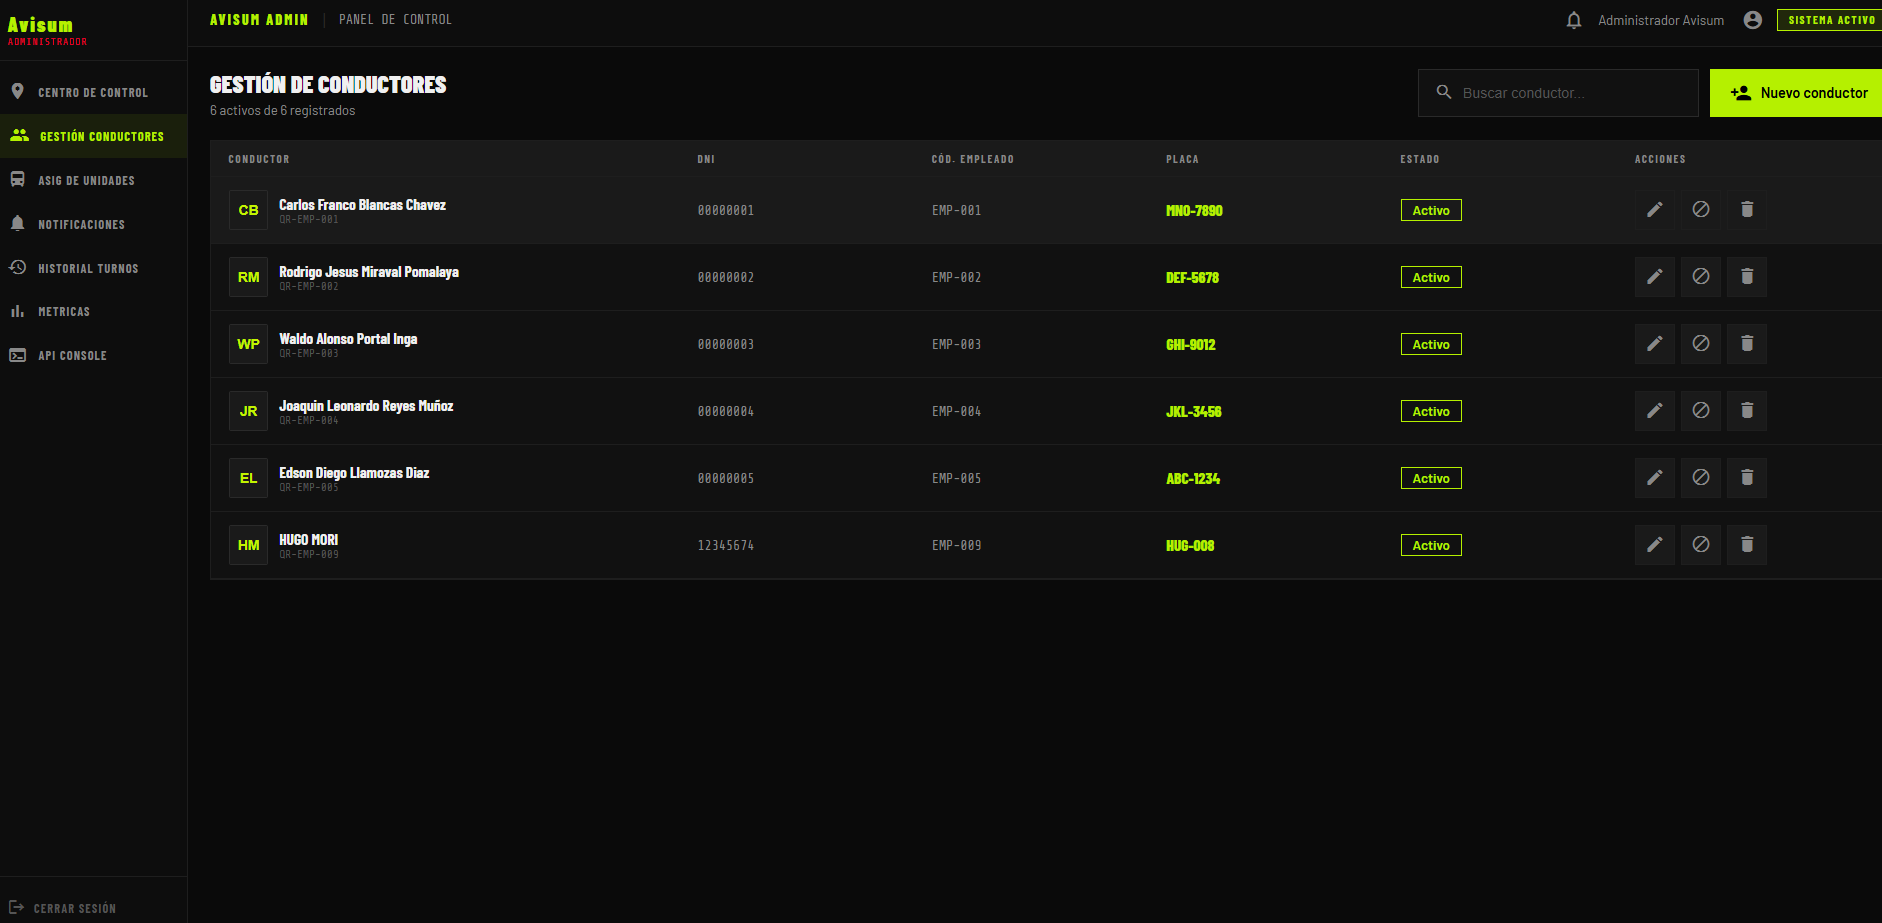 Avisum
ADMINISTRADOR
AVISUM ADMIN | PANEL DE CONTROL
Administrador Avisum
SISTEMA ACTIVO
CENTRO DE CONTROL
GESTIÓN CONDUCTORES
ASIG DE UNIDADES
NOTIFICACIONES
HISTORIAL TURNOS
METRICAS
API CONSOLE
CERRAR SESIÓN
GESTIÓN DE CONDUCTORES
6 activos de 6 registrados
Buscar conductor...
Nuevo conductor
CONDUCTOR DNI CÓD. EMPLEADO PLACA ESTADO ACCIONES
CB Carlos Franco Blancas Chavez 00000001 EMP-001 MNO-7890 Activo
QR-EMP-001
RM Rodrigo Jesus Miraval Pomalaya 00000002 EMP-002 DEF-5678 Activo
QR-EMP-002
WP Waldo Alonso Portal Inga 00000003 EMP-003 GHI-9012 Activo
QR-EMP-003
JR Joaquin Leonardo Reyes Muñoz 00000004 EMP-004 JKL-3456 Activo
QR-EMP-004
EL Edson Diego Llamozas Diaz 00000005 EMP-005 ABC-1234 Activo
QR-EMP-005
HM HUGO MORI 12345674 EMP-009 HUG-008 Activo
QR-EMP-009